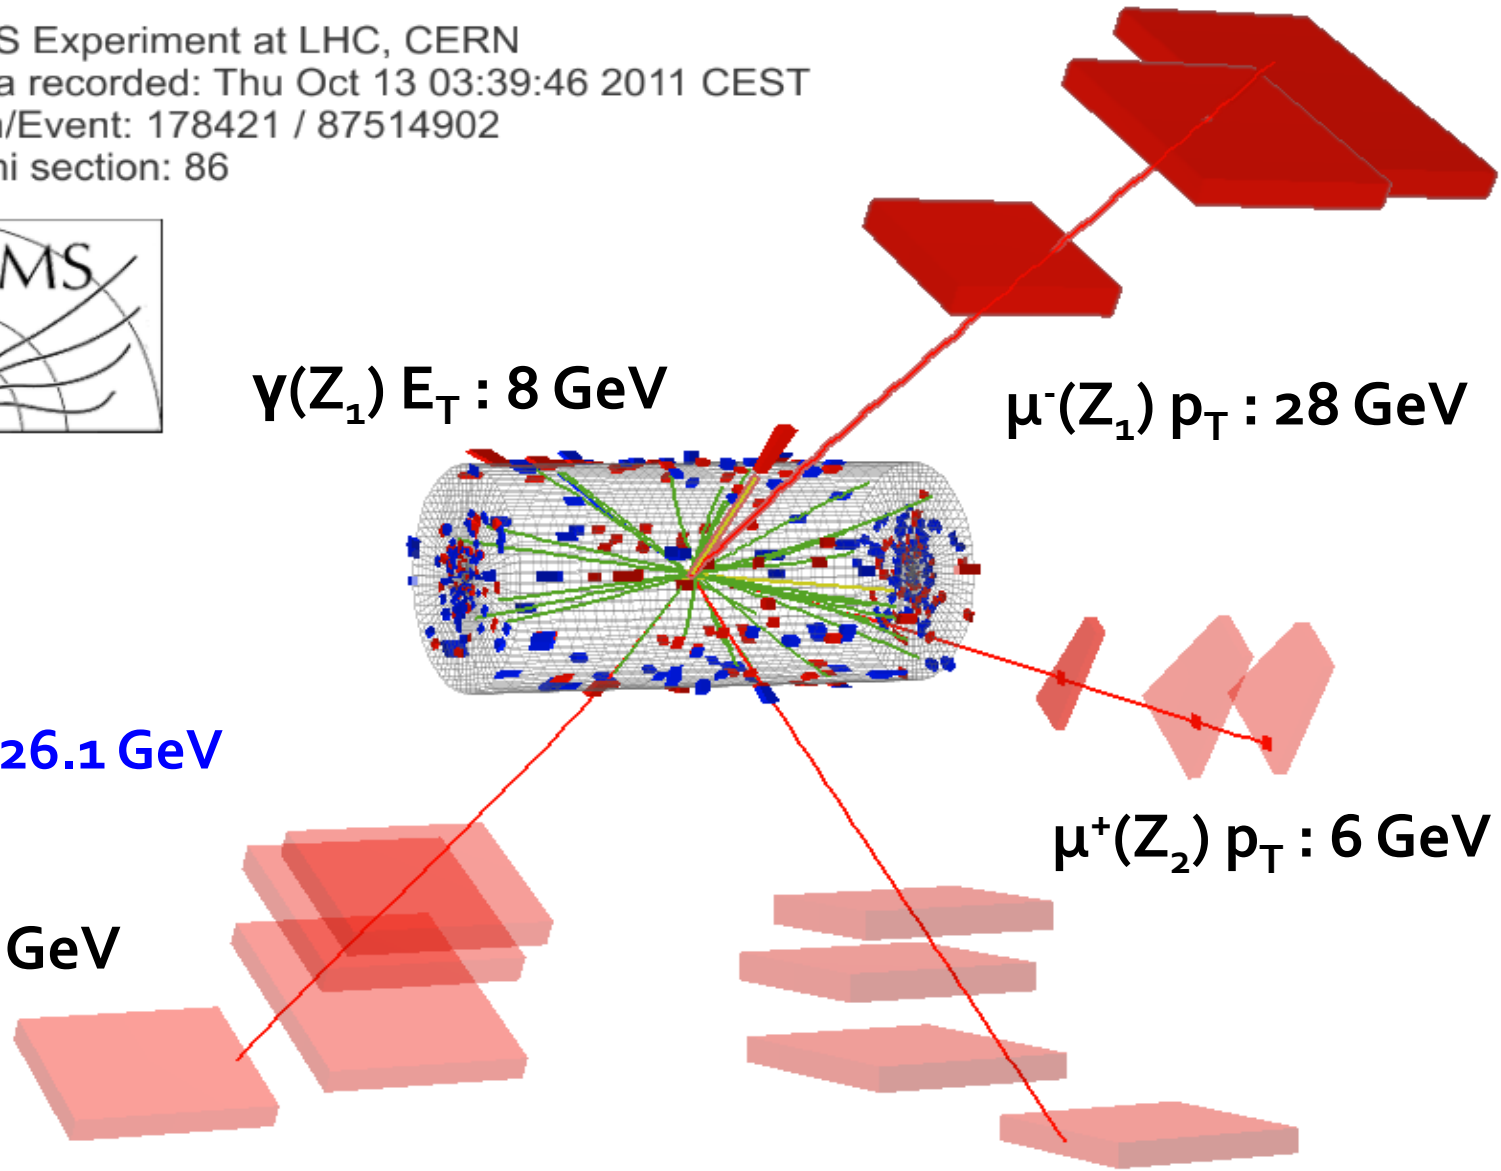 S Experiment at LHC, CERN
a recorded: Thu Oct 13 03:39:46 2011 CEST
n/Event: 178421 / 87514902
ni section: 86
MS
γ(Z₁) E_T : 8 GeV
μ⁻(Z₁) p_T : 28 GeV
26.1 GeV
μ⁺(Z₂) p_T : 6 GeV
GeV